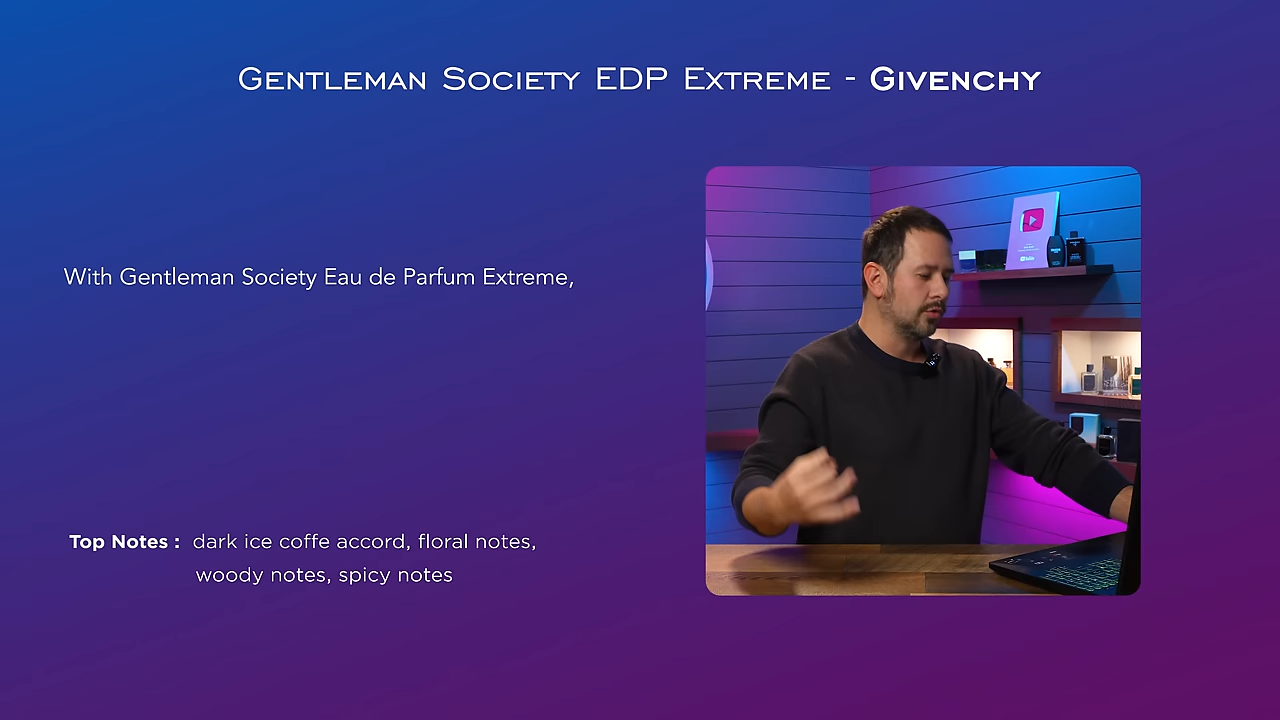 Gentleman Society EDP Extreme - Givenchy
With Gentleman Society Eau de Parfum Extreme,
Top Notes : dark ice coffe accord, floral notes,
woody notes, spicy notes